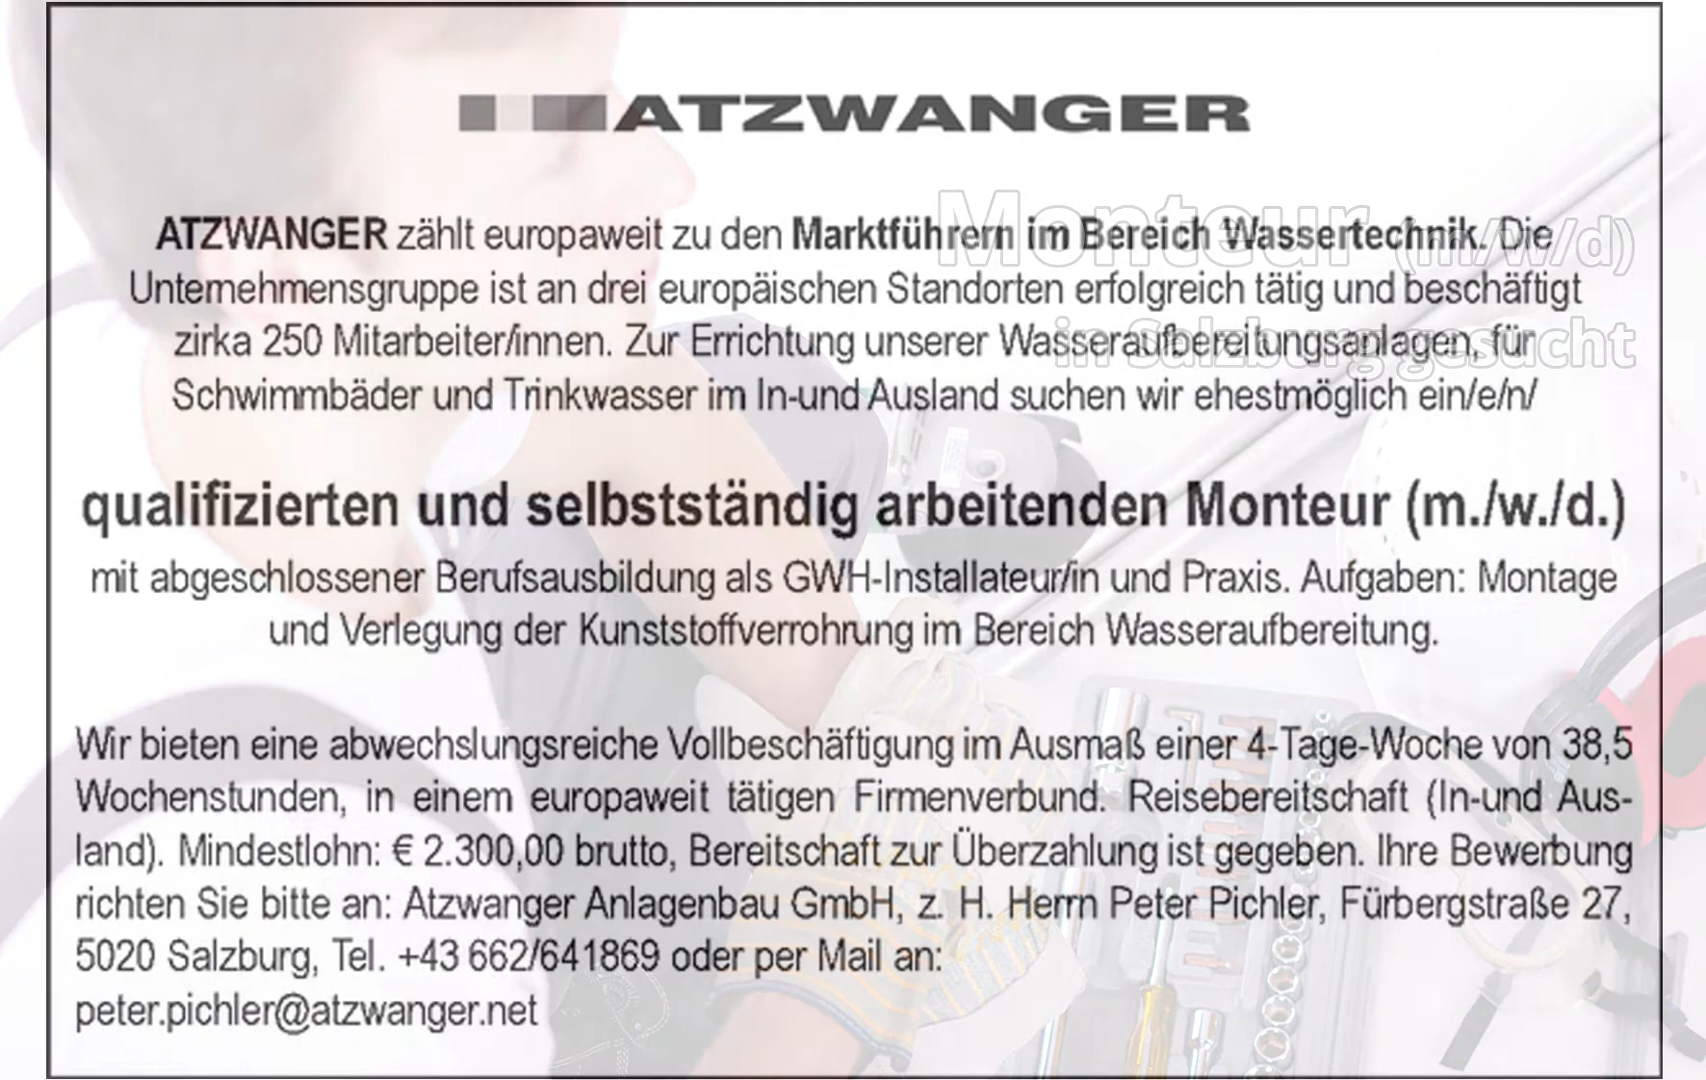 ATZWANGER
ATZWANGER zählt europaweit zu den Marktführern im Bereich Wassertechnik. Die
Unternehmensgruppe ist an drei europäischen Standorten erfolgreich tätig und beschäftigt
zirka 250 Mitarbeiter/innen. Zur Errichtung unserer Wasseraufbereitungsanlagen, für
Schwimmbäder und Trinkwasser im In-und Ausland suchen wir ehestmöglich ein/e/n/
Monteur (m/w/d)
in Salzburg gesucht
qualifizierten und selbstständig arbeitenden Monteur (m./w./d.)
mit abgeschlossener Berufsausbildung als GWH-Installateur/in und Praxis. Aufgaben: Montage
und Verlegung der Kunststoffverrohrung im Bereich Wasseraufbereitung.
Wir bieten eine abwechslungsreiche Vollbeschäftigung im Ausmaß einer 4-Tage-Woche von 38,5
Wochenstunden, in einem europaweit tätigen Firmenverbund. Reisebereitschaft (In-und Aus-
land). Mindestlohn: € 2.300,00 brutto, Bereitschaft zur Überzahlung ist gegeben. Ihre Bewerbung
richten Sie bitte an: Atzwanger Anlagenbau GmbH, z. H. Herrn Peter Pichler, Fürbergstraße 27,
5020 Salzburg, Tel. +43 662/641869 oder per Mail an:
peter.pichler@atzwanger.net